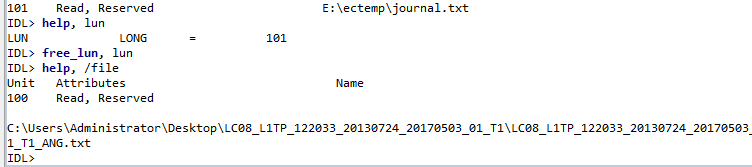 101    Read, Reserved                         E:\ectemp\journal.txt
IDL> help, lun
LUN             LONG      =          101
IDL> free_lun, lun
IDL> help, /file
Unit   Attributes                               Name
100    Read, Reserved
C:\Users\Administrator\Desktop\LC08_L1TP_122033_20130724_20170503_01_T1\LC08_L1TP_122033_20130724_20170503_
1_T1_ANG.txt
IDL>